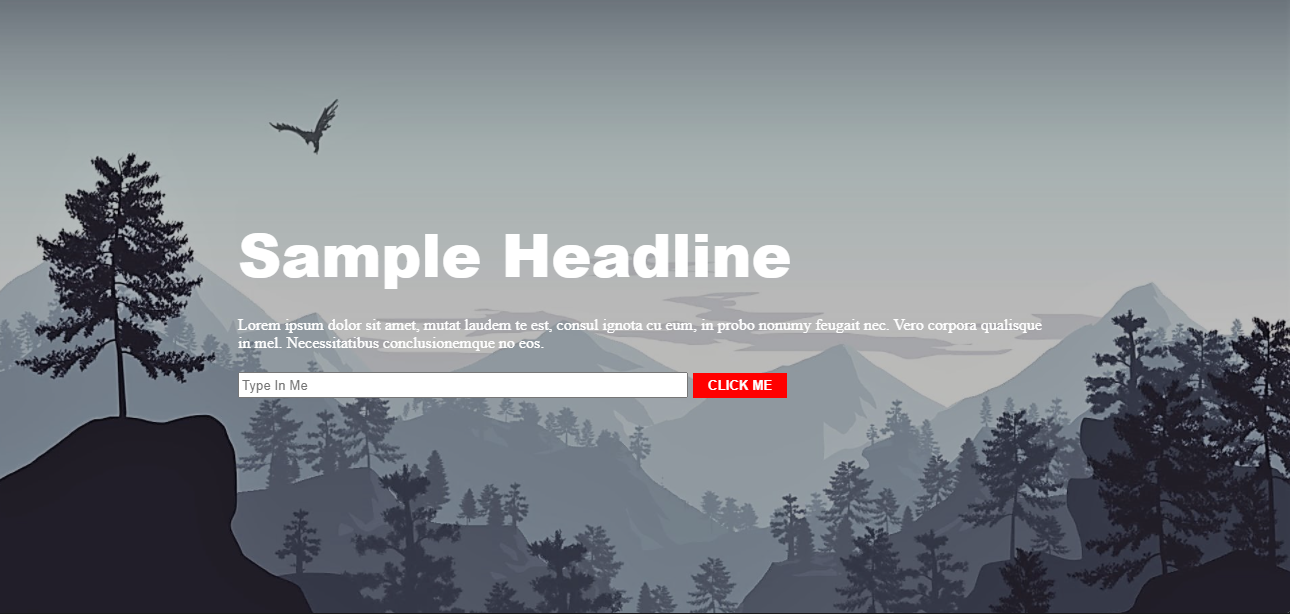 Sample Headline
Lorem ipsum dolor sit amet, mutat laudem te est, consul ignota cu eum, in probo nonumy feugait nec. Vero corpora qualisque
in mel. Necessitatibus conclusionemque no eos.
Type In Me CLICK ME